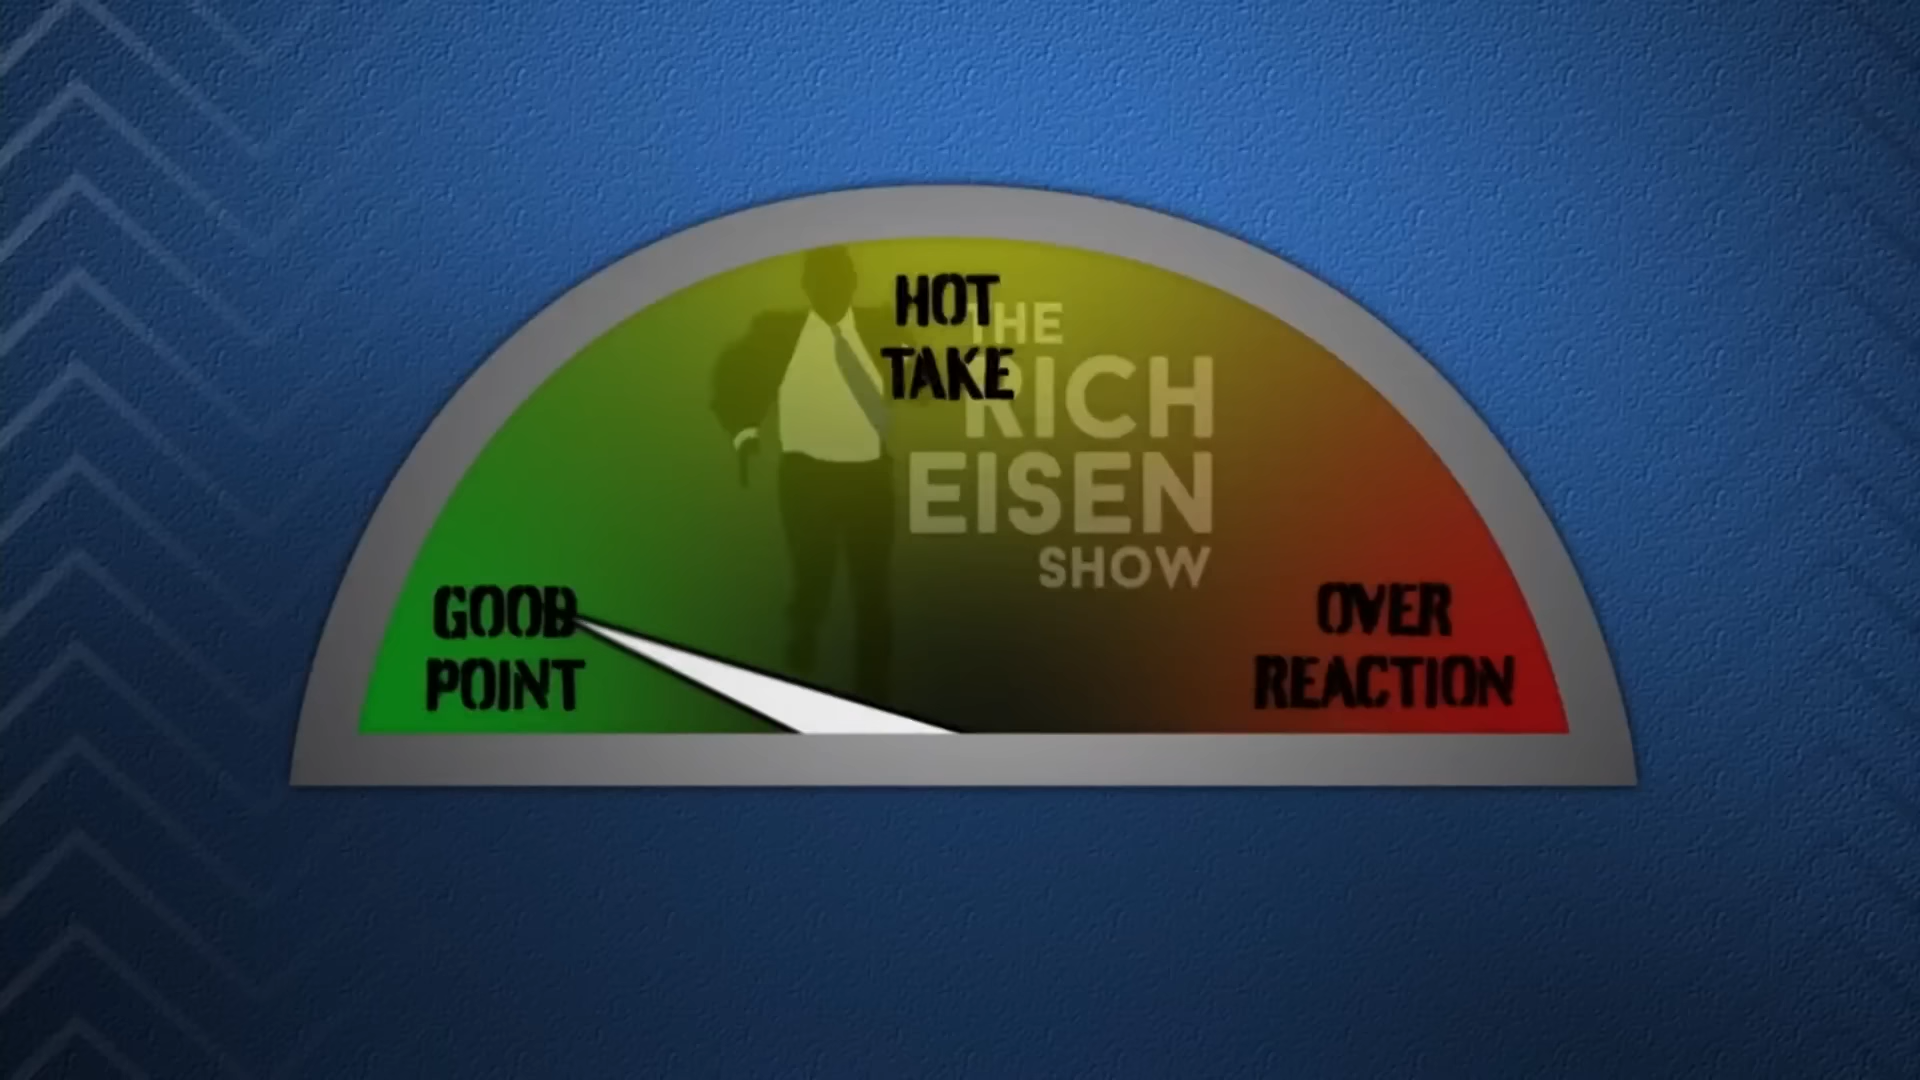 HOT
TAKE
THE
RICH
EISEN
SHOW
GOOD
POINT
OVER
REACTION